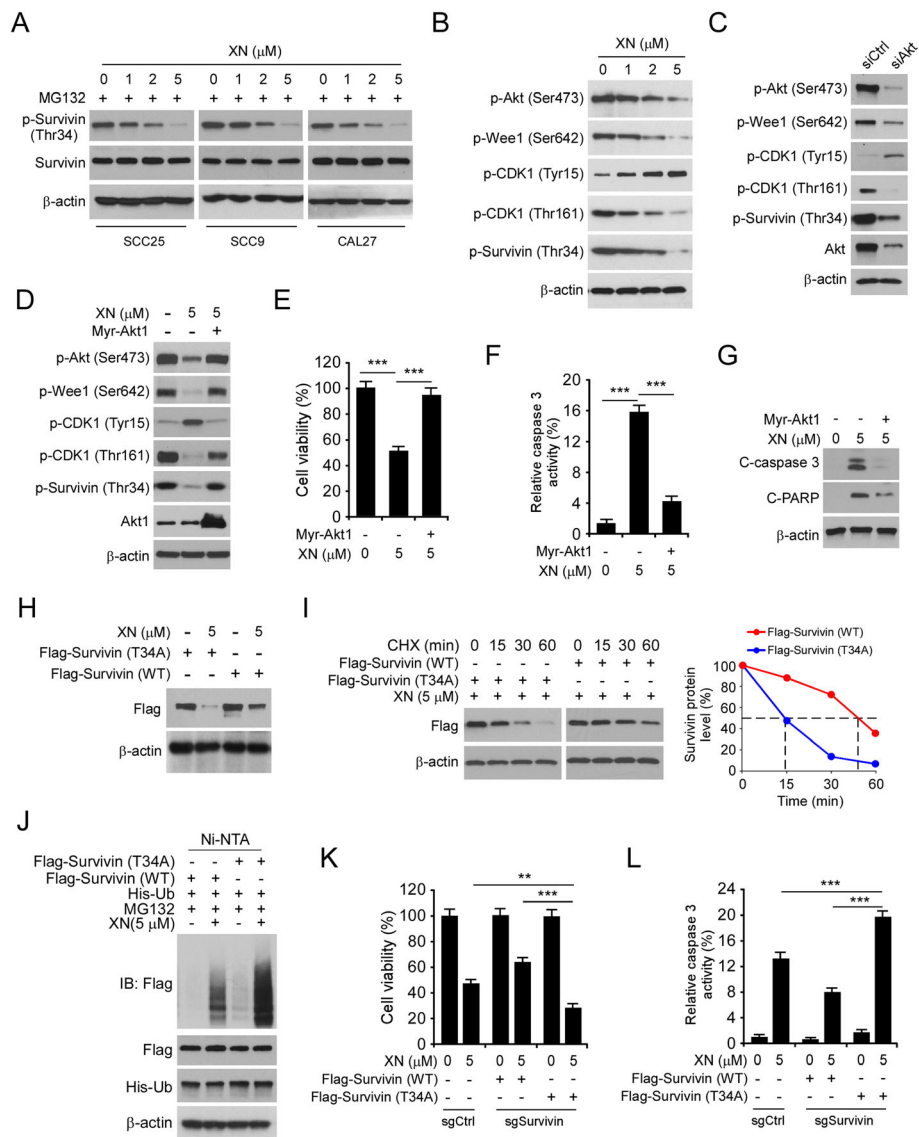 A
XN (μM)
0 1 2 5 0 1 2 5 0 1 2 5
MG132 + + + + + + + + + + + +
p-Survivin
(Thr34)
Survivin
β-actin
SCC25 SCC9 CAL27
B
XN (μM)
0 1 2 5
p-Akt (Ser473)
p-Wee1 (Ser642)
p-CDK1 (Tyr15)
p-CDK1 (Thr161)
p-Survivin (Thr34)
β-actin
C
siCtrl siAkt
p-Akt (Ser473)
p-Wee1 (Ser642)
p-CDK1 (Tyr15)
p-CDK1 (Thr161)
p-Survivin (Thr34)
Akt
β-actin
D
XN (μM) - 5 5
Myr-Akt1 - - +
p-Akt (Ser473)
p-Wee1 (Ser642)
p-CDK1 (Tyr15)
p-CDK1 (Thr161)
p-Survivin (Thr34)
Akt1
β-actin
E
Cell viability (%)
120
100
80
60
40
20
0
*** ***
Myr-Akt1 - - +
XN (μM) 0 5 5
F
Relative caspase 3
activity (%)
20
16
12
8
4
0
*** ***
Myr-Akt1 - - +
XN (μM) 0 5 5
G
Myr-Akt1 - - +
XN (μM) 0 5 5
C-caspase 3
C-PARP
β-actin
H
XN (μM) - 5 - 5
Flag-Survivin (T34A) + + - -
Flag-Survivin (WT) - - + +
Flag
β-actin
I
CHX (min) 0 15 30 60 0 15 30 60
Flag-Survivin (WT) - - - - + + + +
Flag-Survivin (T34A) + + + + - - - -
XN (5 μM) + + + + + + + +
Flag
β-actin
Flag-Survivin (WT)
Flag-Survivin (T34A)
Survivin protein
level (%)
100
80
60
40
20
0
0 15 30 60
Time (min)
J
Ni-NTA
Flag-Survivin (T34A) - - + +
Flag-Survivin (WT) + + - -
His-Ub + + + +
MG132 + + + +
XN(5 μM) - + - +
IB: Flag
Flag
His-Ub
β-actin
K
Cell viability (%)
120
100
80
60
40
20
0
**
***
XN (μM) 0 5 0 5 0 5
Flag-Survivin (WT) - - + + - -
Flag-Survivin (T34A) - - - - + +
sgCtrl sgSurvivin
L
Relative caspase 3
activity (%)
24
20
16
12
8
4
0
***
***
XN (μM) 0 5 0 5 0 5
Flag-Survivin (WT) - - + + - -
Flag-Survivin (T34A) - - - - + +
sgCtrl sgSurvivin